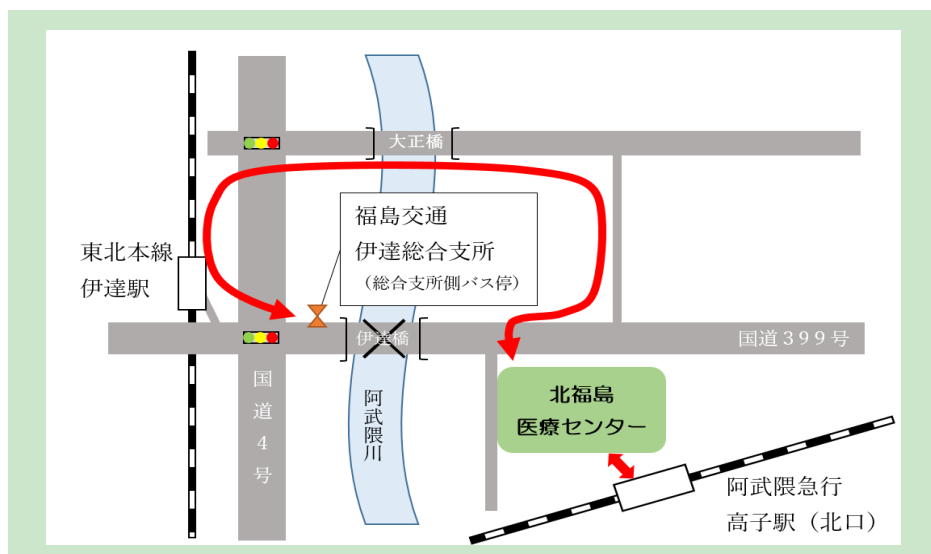 大正橋
福島交通
伊達総合支所
（総合支所側バス停）
東北本線
伊達駅
伊達橋
国道３９９号
国道４号
阿武隈川
北福島
医療センター
阿武隈急行
高子駅（北口）